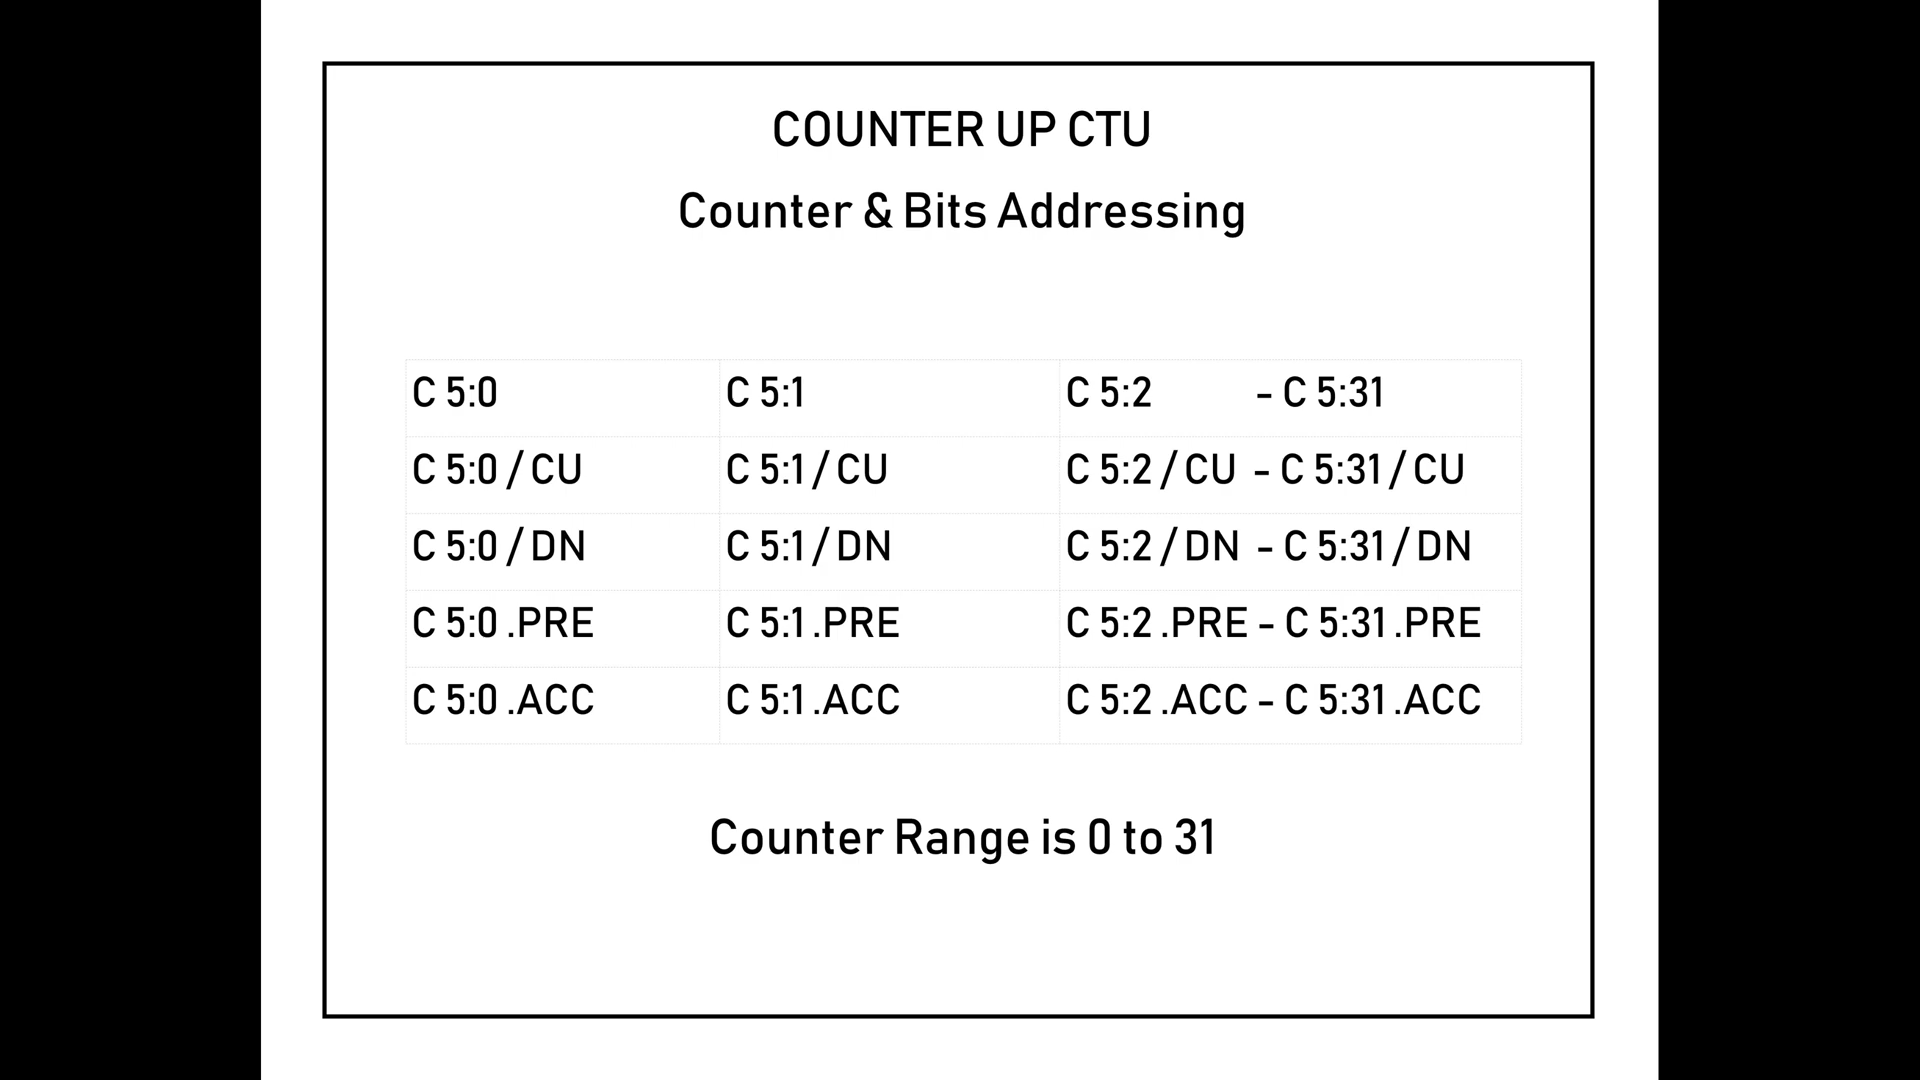 COUNTER UP CTU
Counter & Bits Addressing
C 5:0 C 5:1 C 5:2 - C 5:31
C 5:0 / CU C 5:1 / CU C 5:2 / CU - C 5:31 / CU
C 5:0 / DN C 5:1 / DN C 5:2 / DN - C 5:31 / DN
C 5:0 .PRE C 5:1 .PRE C 5:2 .PRE - C 5:31 .PRE
C 5:0 .ACC C 5:1 .ACC C 5:2 .ACC - C 5:31 .ACC
Counter Range is 0 to 31